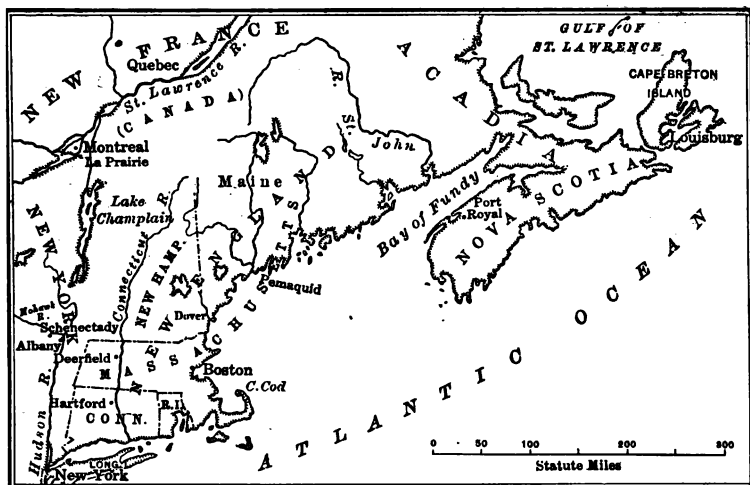 NEW FRANCE
Quebec
St. Lawrence R.
(CANADA)
ACADIA
GULF OF
ST. LAWRENCE
CAPE BRETON
ISLAND
Louisburg
Montreal
La Prairie
R. St. John
Maine
Lake
Champlain
Bay of Fundy
Port
Royal
NOVA SCOTIA
NEW YORK
Connecticut R.
NEW HAMP.
NEW ENGLAND
MASSACHUSETTS
Pemaquid
Mohawk
R.
Schenectady
Dover
Albany
Deerfield
Boston
C. Cod
Hartford
CONN.
R.I.
Hudson R.
LONG I.
New York
ATLANTIC OCEAN
0 50 100 200 300
Statute Miles